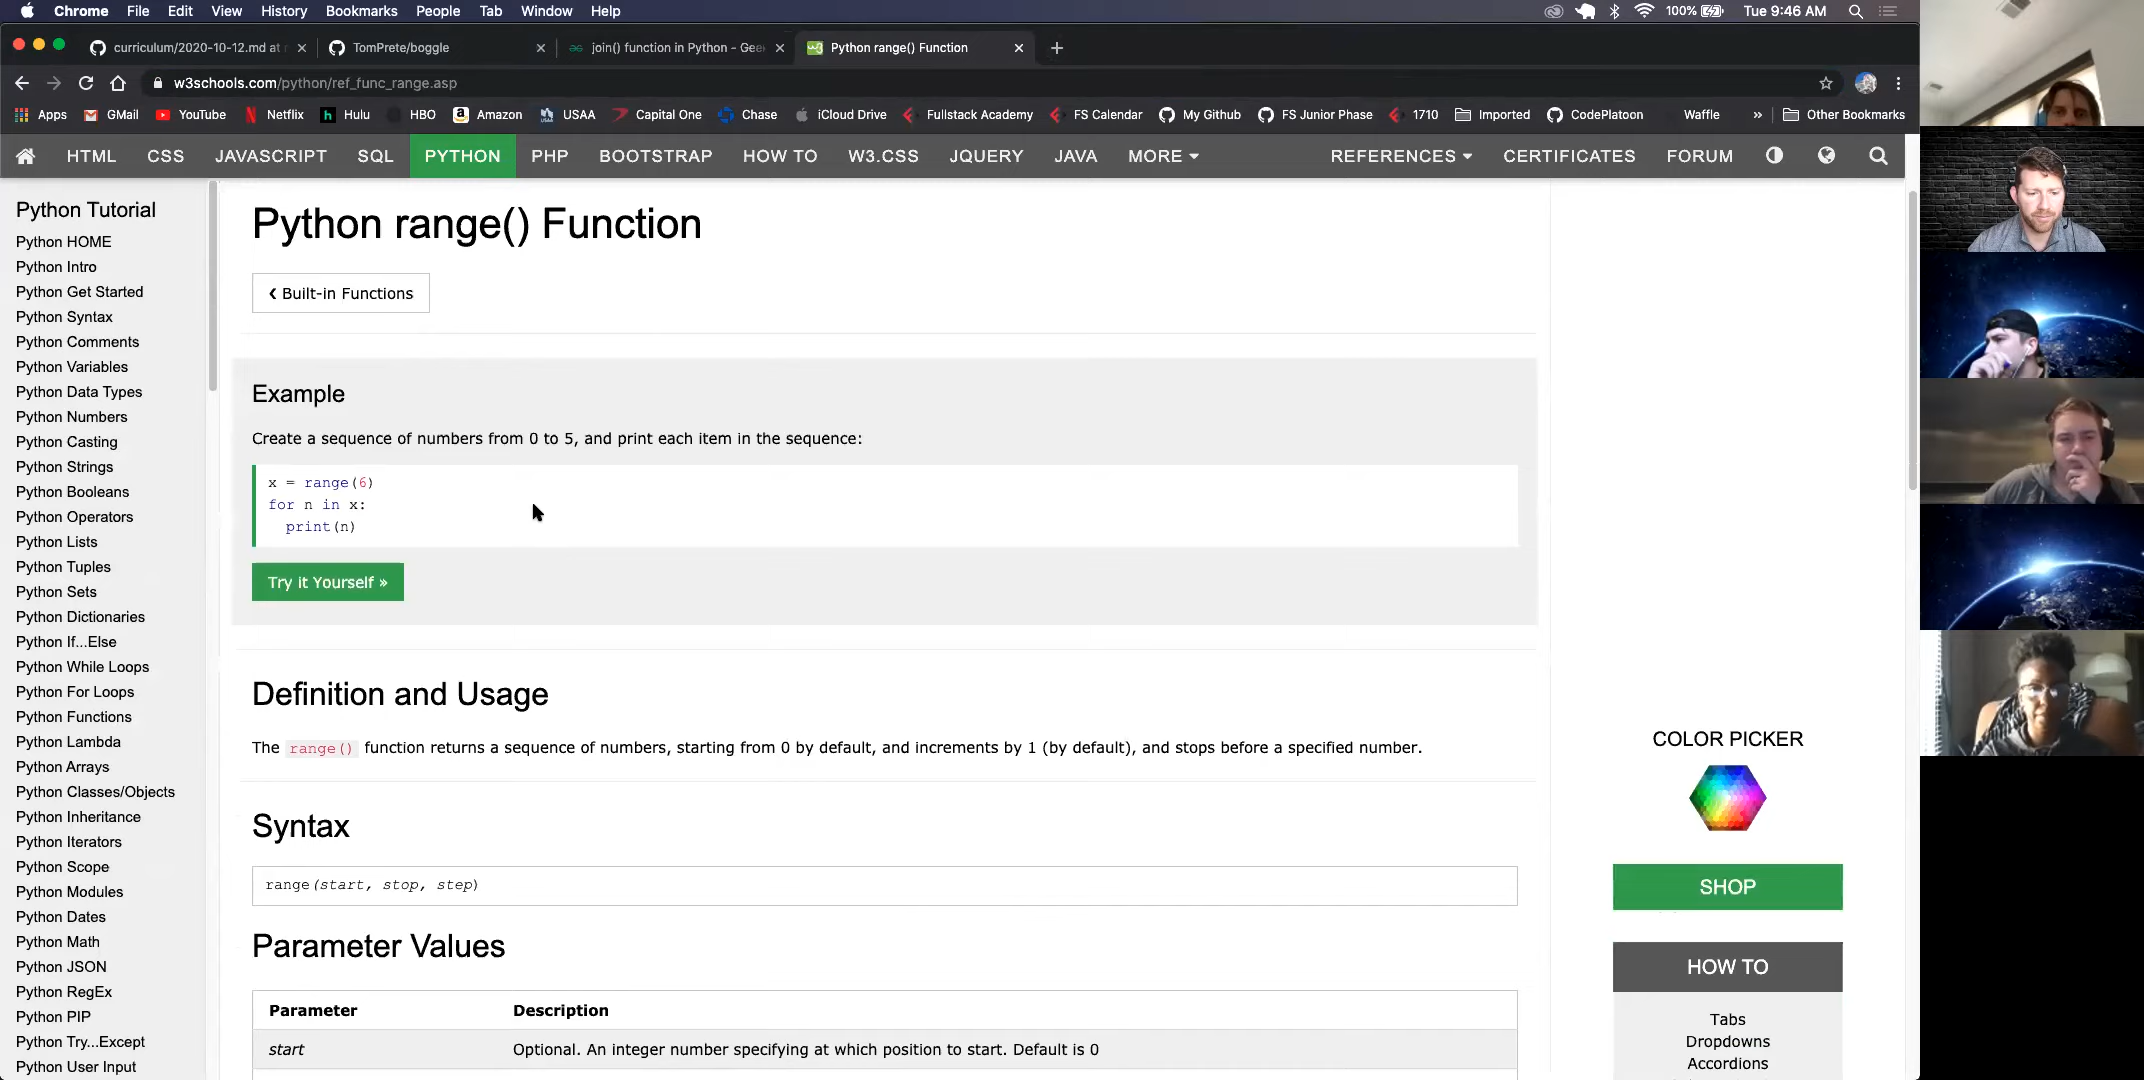 Chrome File Edit View History Bookmarks People Tab Window Help 100% Tue 9:46 AM
curriculum/2020-10-12.md at TomPrete/boggle join() function in Python - Gee Python range() Function
w3schools.com/python/ref_func_range.asp
Apps GMail YouTube Netflix Hulu HBO Amazon USAA Capital One Chase iCloud Drive Fullstack Academy FS Calendar My Github FS Junior Phase 1710 Imported CodePlatoon Waffle » Other Bookmarks
HTML CSS JAVASCRIPT SQL PYTHON PHP BOOTSTRAP HOW TO W3.CSS JQUERY JAVA MORE REFERENCES CERTIFICATES FORUM
Python Tutorial
Python HOME
Python Intro
Python Get Started
Python Syntax
Python Comments
Python Variables
Python Data Types
Python Numbers
Python Casting
Python Strings
Python Booleans
Python Operators
Python Lists
Python Tuples
Python Sets
Python Dictionaries
Python If...Else
Python While Loops
Python For Loops
Python Functions
Python Lambda
Python Arrays
Python Classes/Objects
Python Inheritance
Python Iterators
Python Scope
Python Modules
Python Dates
Python Math
Python JSON
Python RegEx
Python PIP
Python Try...Except
Python User Input
Python range() Function
❮ Built-in Functions
Example
Create a sequence of numbers from 0 to 5, and print each item in the sequence:
x = range(6)
for n in x:
  print(n)
Try it Yourself »
Definition and Usage
The range() function returns a sequence of numbers, starting from 0 by default, and increments by 1 (by default), and stops before a specified number.
Syntax
range(start, stop, step)
Parameter Values
Parameter Description
start Optional. An integer number specifying at which position to start. Default is 0
COLOR PICKER
SHOP
HOW TO
Tabs
Dropdowns
Accordions